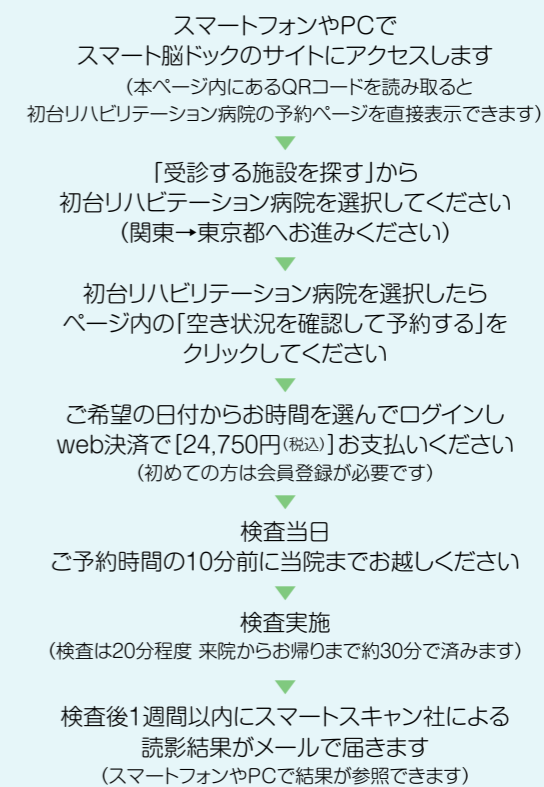 スマートフォンやPCで
スマート脳ドックのサイトにアクセスします
(本ページ内にあるQRコードを読み取ると
初台リハビリテーション病院の予約ページを直接表示できます)
「受診する施設を探す」から
初台リハビテーション病院を選択してください
(関東→東京都へお進みください)
初台リハビリテーション病院を選択したら
ページ内の「空き状況を確認して予約する」を
クリックしてください
ご希望の日付からお時間を選んでログインし
web決済で[24,750円(税込)]お支払いください
(初めての方は会員登録が必要です)
検査当日
ご予約時間の10分前に当院までお越しください
検査実施
(検査は20分程度 来院からお帰りまで約30分で済みます)
検査後1週間以内にスマートスキャン社による
読影結果がメールで届きます
(スマートフォンやPCで結果が参照できます)